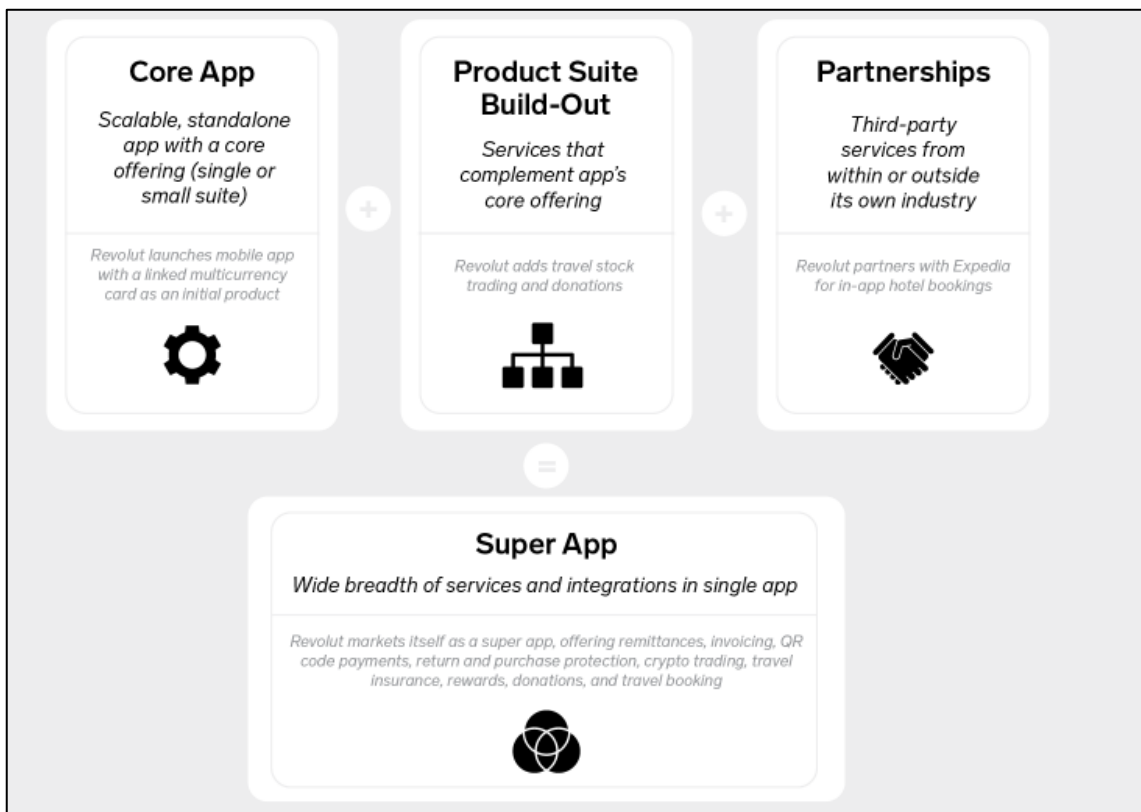 Core App
Scalable, standalone
app with a core
offering (single or
small suite)
Revolut launches mobile app
with a linked multicurrency
card as an initial product
+
Product Suite
Build-Out
Services that
complement app's
core offering
Revolut adds travel stock
trading and donations
+
Partnerships
Third-party
services from
within or outside
its own industry
Revolut partners with Expedia
for in-app hotel bookings
=
Super App
Wide breadth of services and integrations in single app
Revolut markets itself as a super app, offering remittances, invoicing, QR
code payments, return and purchase protection, crypto trading, travel
insurance, rewards, donations, and travel booking